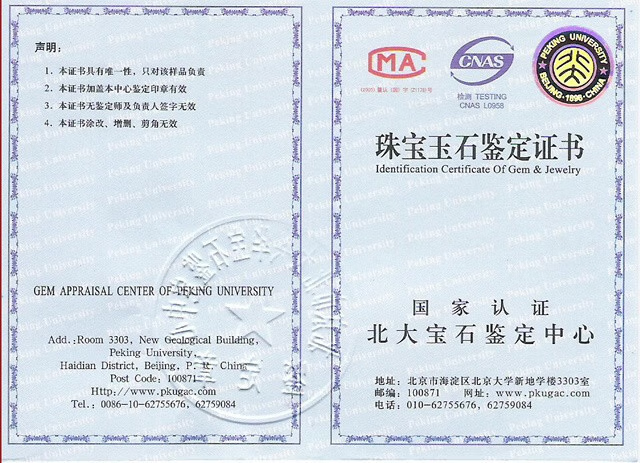 声明：
1、本证书具有唯一性，只对该样品负责
2、本证书加盖本中心鉴定印章有效
3、本证书无鉴定师及负责人签字无效
4、本证书涂改、增删、剪角无效
GEM APPRAISAL CENTER OF PEKING UNIVERSITY
Add.:Room 3303, New Geological Building,
Peking University,
Haidian District, Beijing, P. R. China
Post Code: 100871
Http://www.pkugac.com
Tel.: 0086-10-62755676, 62759084
MA
CNAS
检测 TESTING
CNAS L0958
PEKING UNIVERSITY
BEIJING·1898·CHINA
珠宝玉石鉴定证书
Identification Certificate Of Gem & Jewelry
国家认证
北大宝石鉴定中心
地址：北京市海淀区北京大学新地学楼3303室
邮编：100871 网址：www.pkugac.com
电话：010-62755676, 62759084
Peking University